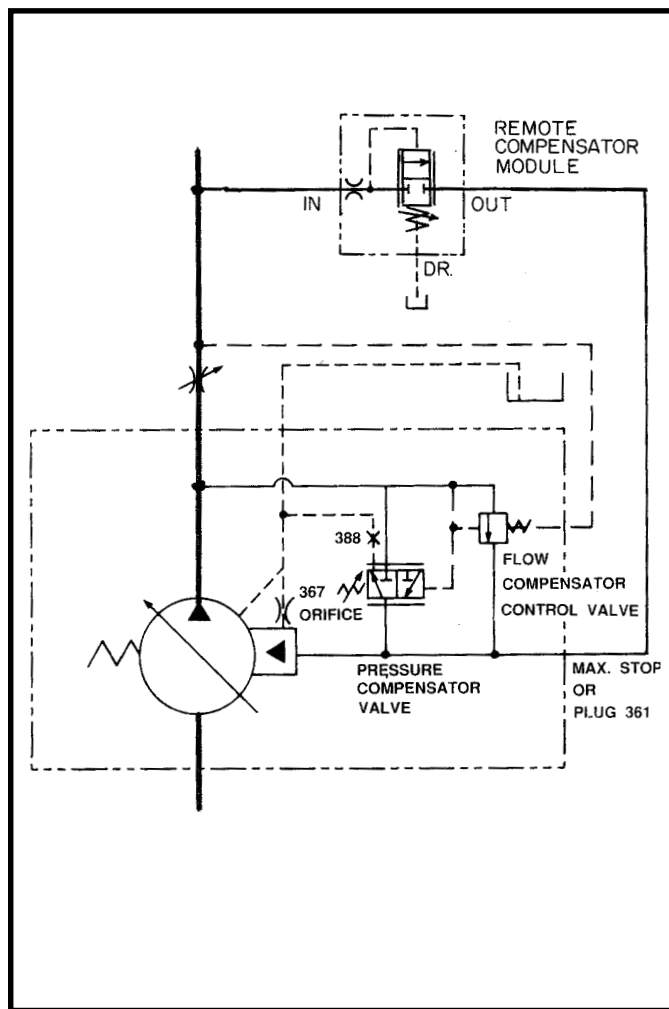 REMOTE
COMPENSATOR
MODULE
IN
OUT
DR.
388
367
ORIFICE
FLOW
COMPENSATOR
CONTROL VALVE
PRESSURE
COMPENSATOR
VALVE
MAX. STOP
OR
PLUG 361